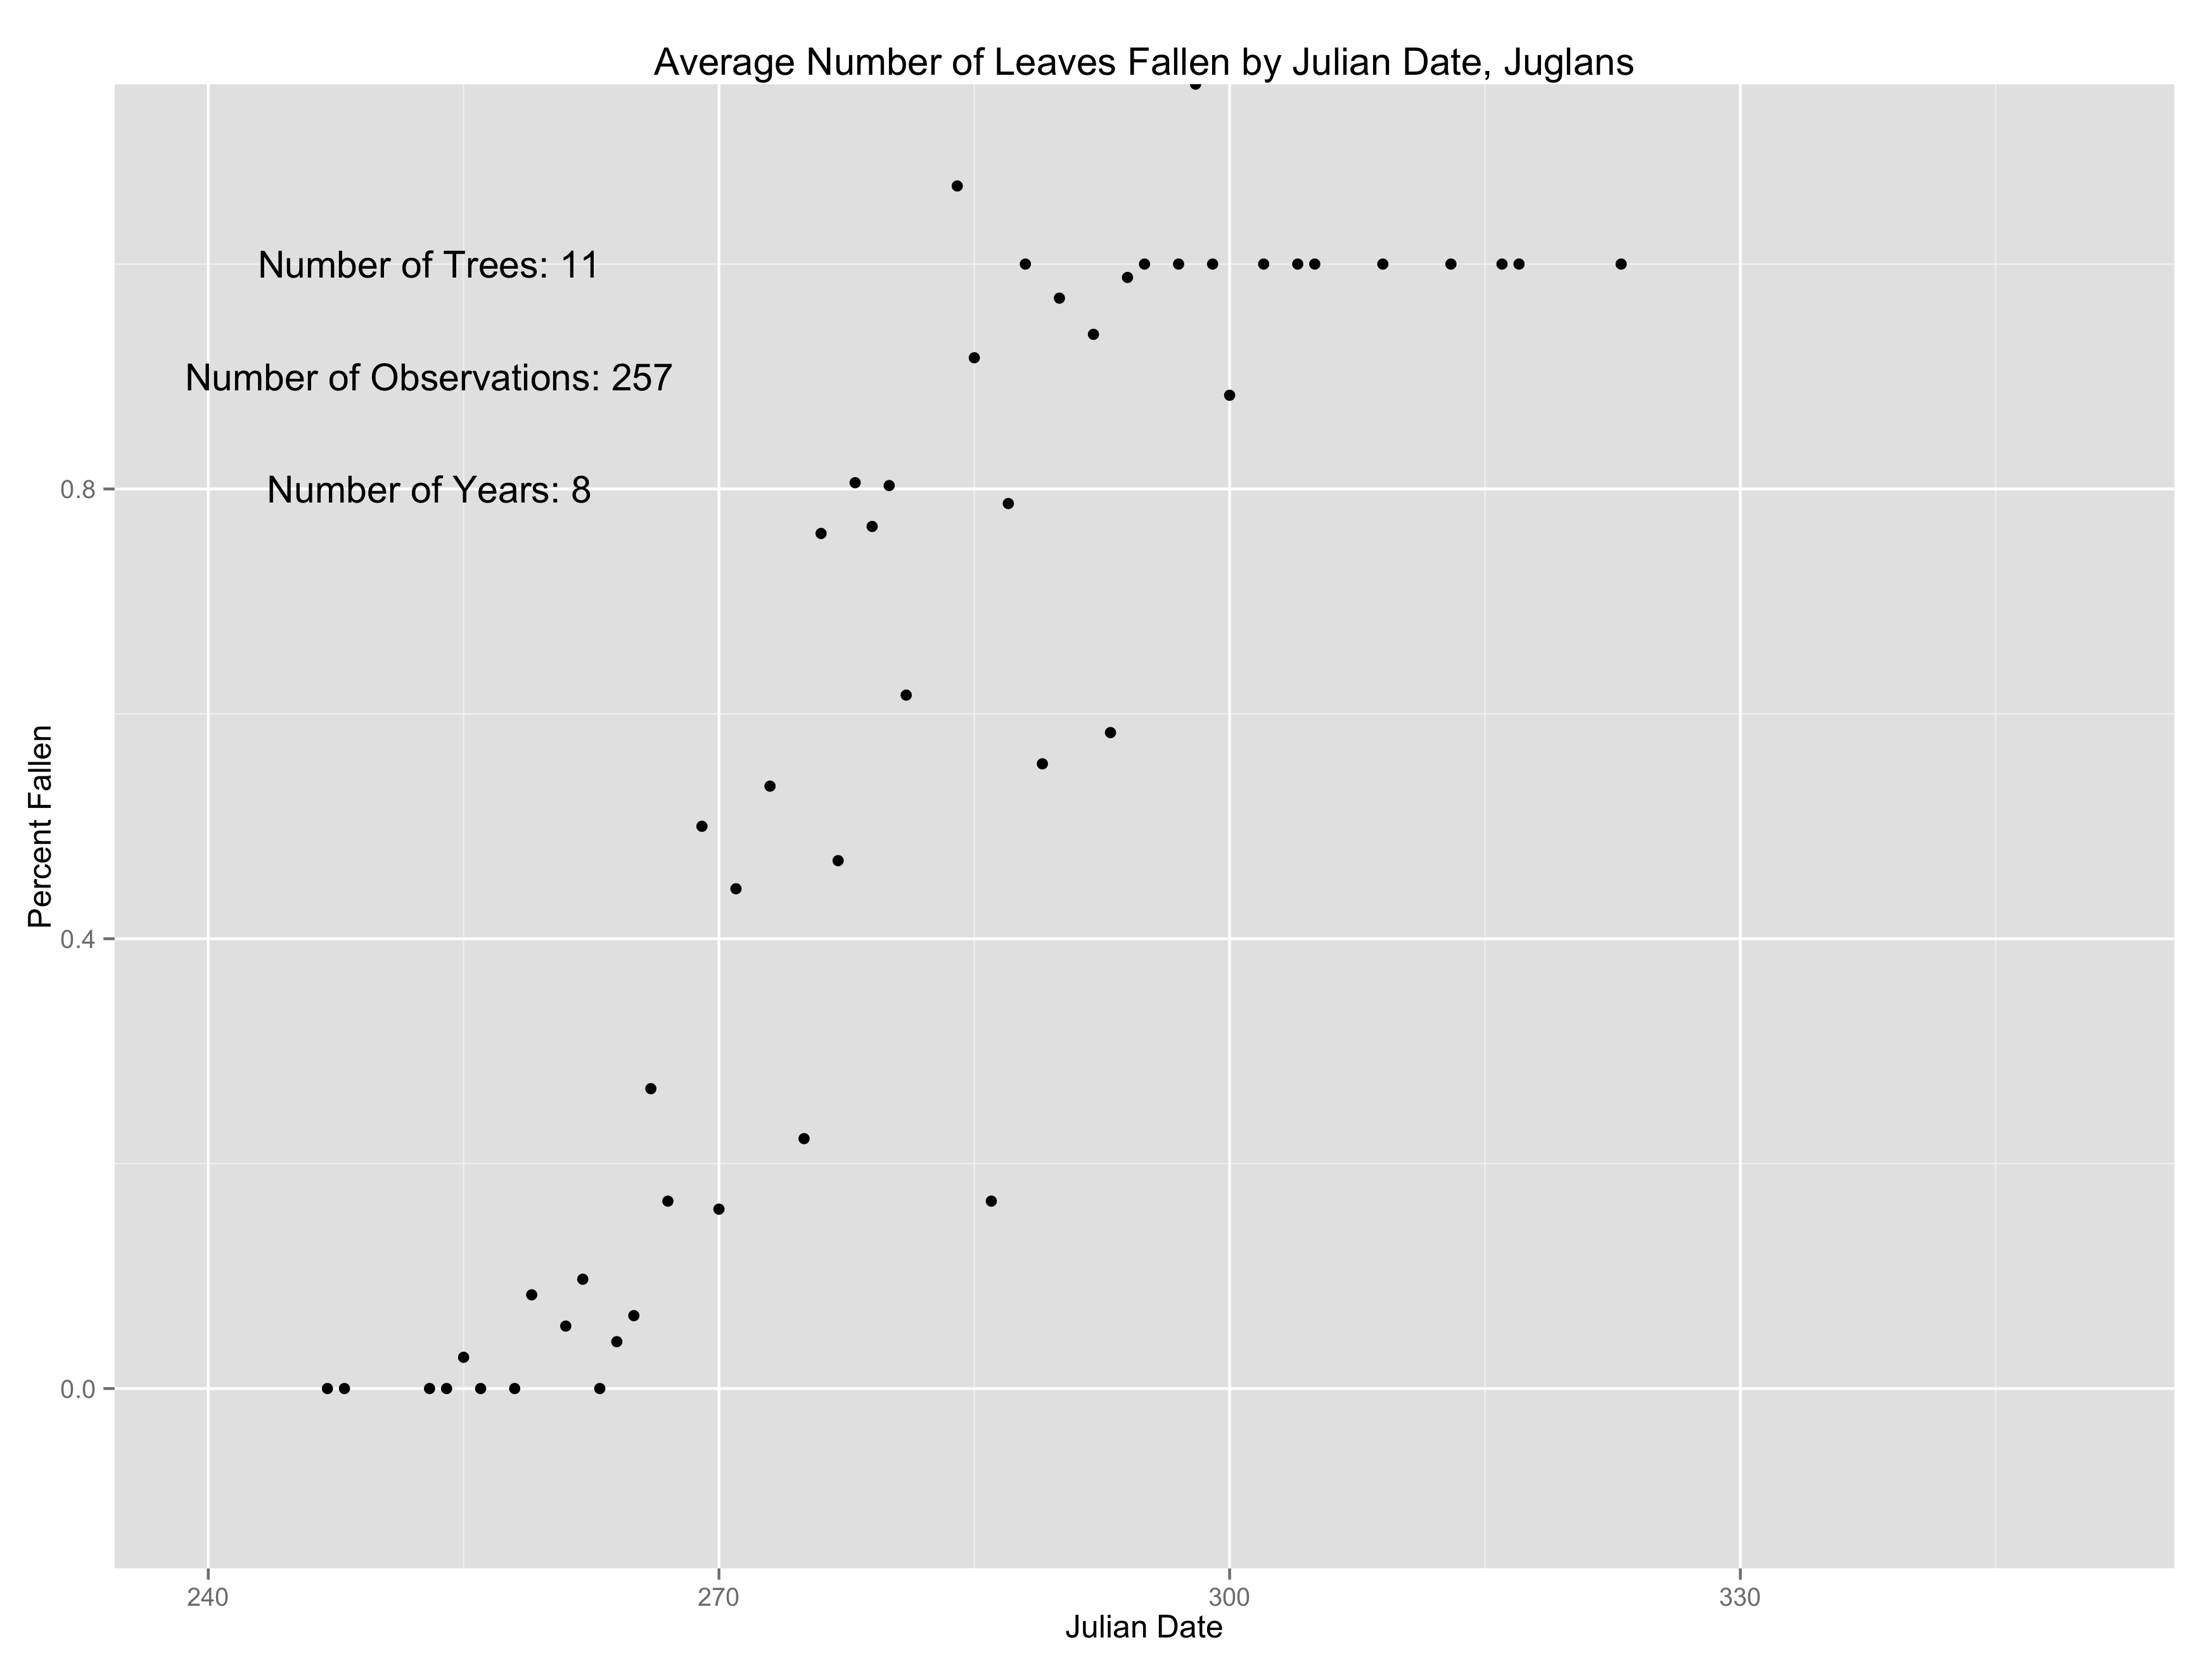 Average Number of Leaves Fallen by Julian Date, Juglans
Number of Trees: 11
Number of Observations: 257
Number of Years: 8
0.8
0.4
0.0
Percent Fallen
240
270
300
330
Julian Date